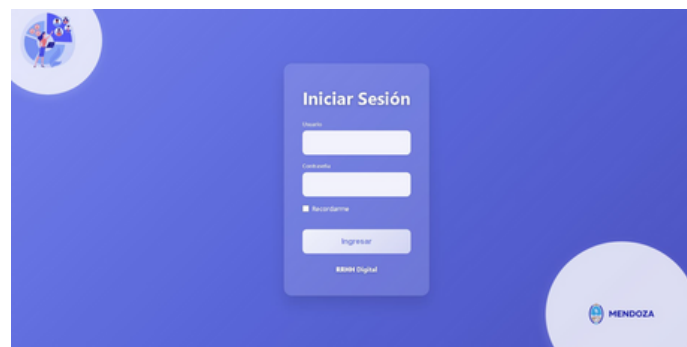 Iniciar Sesión
Usuario
Contraseña
Recordarme
Ingresar
RRHH Digital
MENDOZA